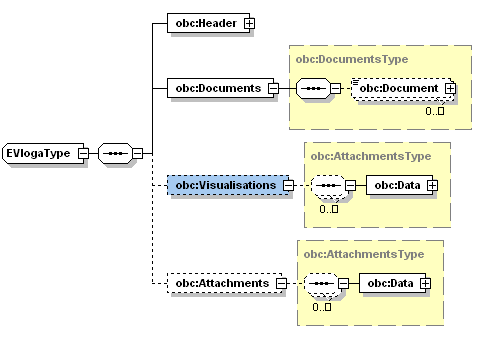 obc:Header
obc:DocumentsType
obc:Documents
obc:Document
0..□
EVlogaType
obc:AttachmentsType
obc:Visualisations
obc:Data
0..□
obc:AttachmentsType
obc:Attachments
obc:Data
0..□